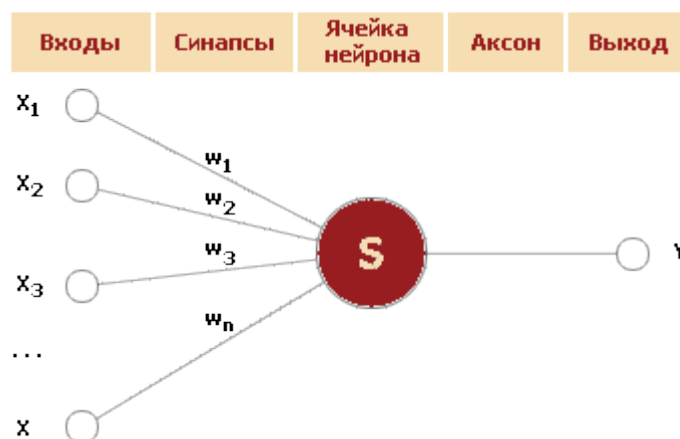 Входы
Синапсы
Ячейка
нейрона
Аксон
Выход
X1
w1
X2
w2
w3
X3
wn
...
X
S
Y